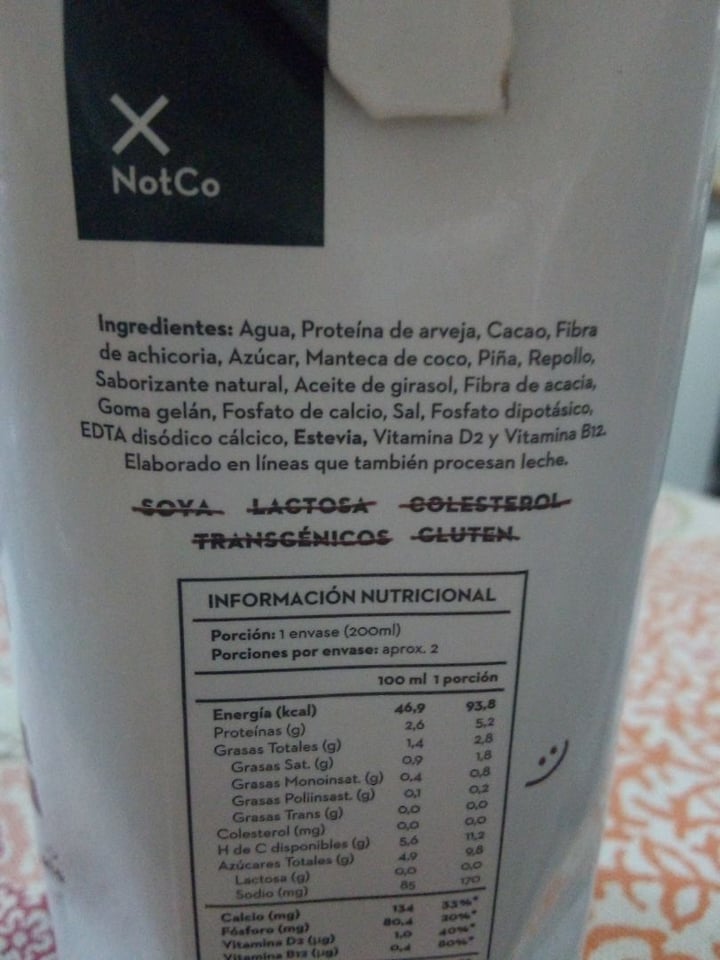 NotCo
Ingredientes: Agua, Proteína de arveja, Cacao, Fibra
de achicoria, Azúcar, Manteca de coco, Piña, Repollo,
Saborizante natural, Aceite de girasol, Fibra de acacia,
Goma gelán, Fosfato de calcio, Sal, Fosfato dipotásico,
EDTA disódico cálcico, Estevia, Vitamina D2 y Vitamina B12.
Elaborado en líneas que también procesan leche.
SOYA LACTOSA COLESTEROL
TRANSGÉNICOS GLUTEN
INFORMACIÓN NUTRICIONAL
Porción: 1 envase (200ml)
Porciones por envase: aprox. 2
100 ml 1 porción
Energía (kcal) 46,9 93,8
Proteínas (g) 2,6 5,2
Grasas Totales (g) 1,4 2,8
Grasas Sat. (g) 0,9 1,8
Grasas Monoinsat. (g) 0,4 0,8
Grasas Poliinsast. (g) 0,1 0,2
Grasas Trans (g) 0,0 0,0
Colesterol (mg) 0,0 0,0
H de C disponibles (g) 5,6 11,2
Azúcares Totales (g) 4,9 9,8
Lactosa (g) 0,0 0,0
Sodio (mg) 85 170
Calcio (mg) 134 33%*
Fósforo (mg) 80,4 20%*
Vitamina D2 (µg) 1,0 40%*
Vitamina B12 (µg) 0,4 80%*